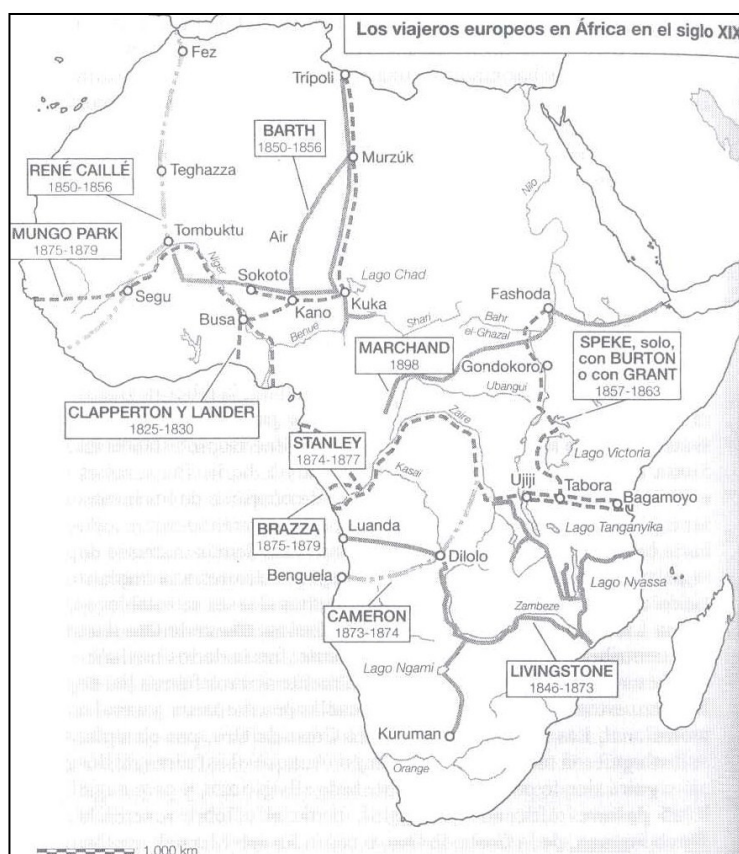 Los viajeros europeos en África en el siglo XIX
Fez
Trípoli
BARTH
1850-1856
Murzúk
RENÉ CAILLÉ
1850-1856
Teghazza
Nilo
MUNGO PARK
1875-1879
Tombuktu
Air
Niger
Sokoto
Lago Chad
Segu
Kano
Kuka
Fashoda
Busa
Benue
Shari
Bahr
el-Ghazal
MARCHAND
1898
Gondokoro
SPEKE, solo,
con BURTON
o con GRANT
1857-1863
Ubangui
CLAPPERTON Y LANDER
1825-1830
STANLEY
1874-1877
Zaire
Lago Victoria
Kasai
Ujiji
Tabora
Bagamoyo
BRAZZA
1875-1879
Luanda
Lago Tanganyika
Dilolo
Benguela
Lago Nyassa
CAMERON
1873-1874
Zambeze
Lago Ngami
LIVINGSTONE
1846-1873
Kuruman
Orange
1.000 km